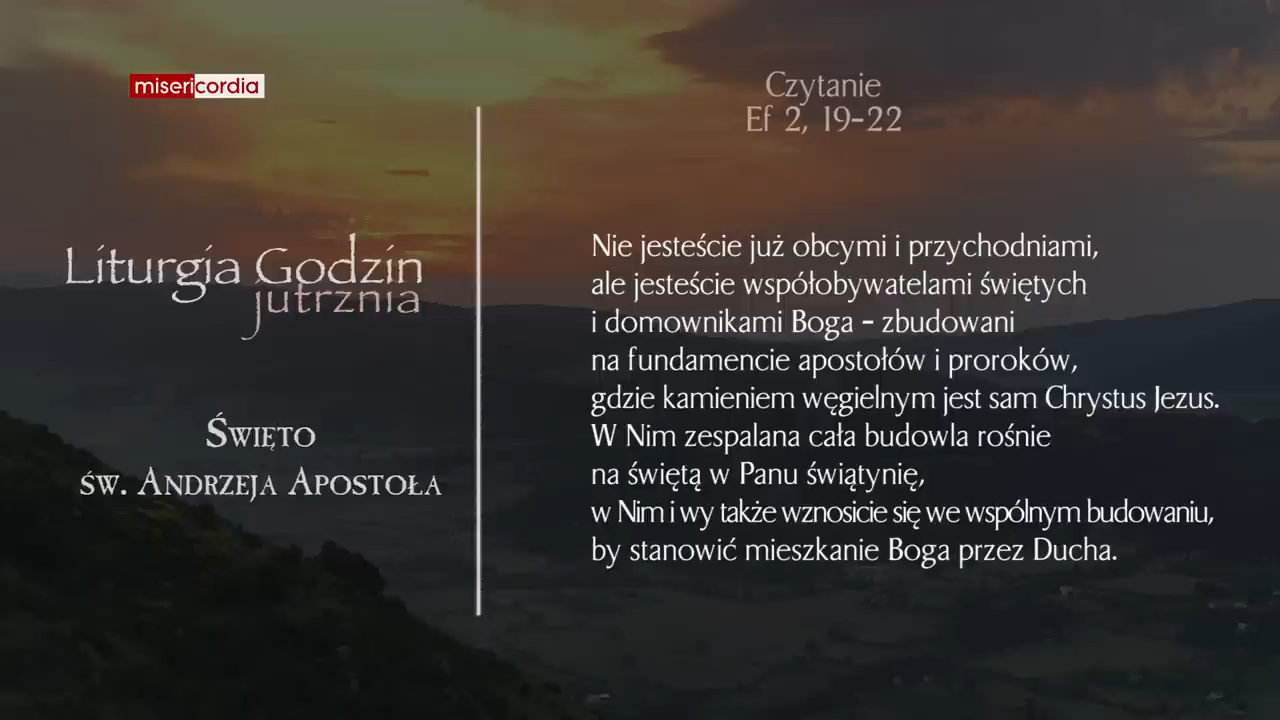 misericordia
Liturgia Godzin
jutrznia
Święto
św. Andrzeja Apostoła
Czytanie
Ef 2, 19-22
Nie jesteście już obcymi i przychodniami,
ale jesteście współobywatelami świętych
i domownikami Boga - zbudowani
na fundamencie apostołów i proroków,
gdzie kamieniem węgielnym jest sam Chrystus Jezus.
W Nim zespalana cała budowla rośnie
na świętą w Panu świątynię,
w Nim i wy także wznosicie się we wspólnym budowaniu,
by stanowić mieszkanie Boga przez Ducha.